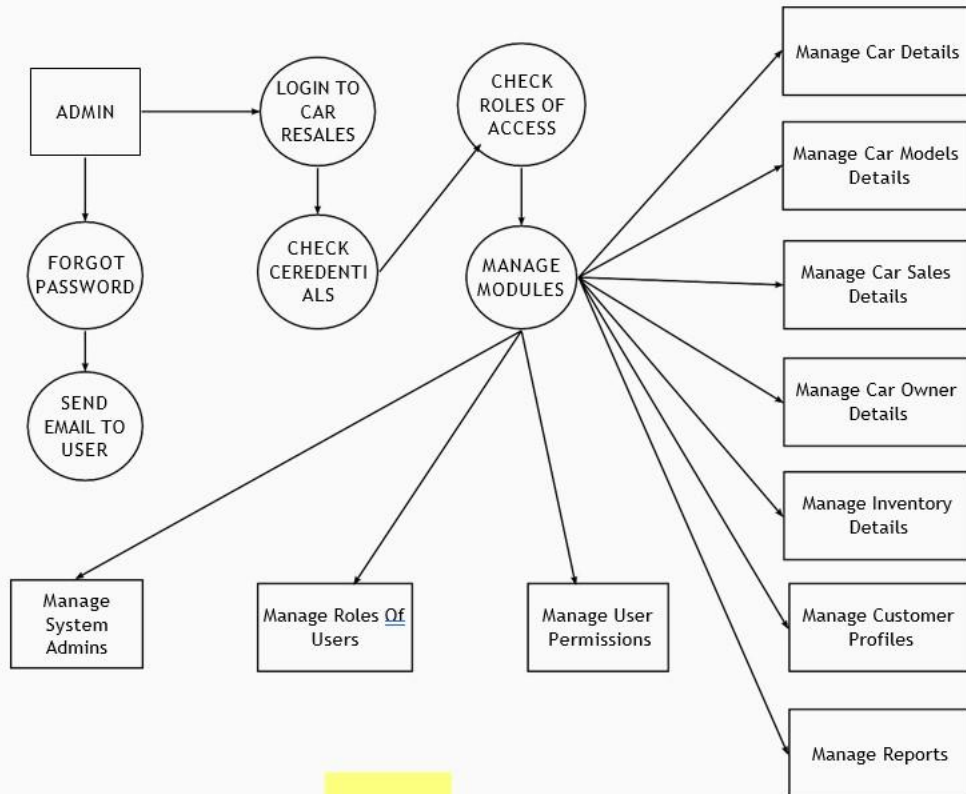 ADMIN
LOGIN TO
CAR
RESALES
CHECK
ROLES OF
ACCESS
Manage Car Details
Manage Car Models
Details
FORGOT
PASSWORD
CHECK
CEREDENTI
ALS
MANAGE
MODULES
Manage Car Sales
Details
SEND
EMAIL TO
USER
Manage Car Owner
Details
Manage Inventory
Details
Manage
System
Admins
Manage Roles Of
Users
Manage User
Permissions
Manage Customer
Profiles
Manage Reports